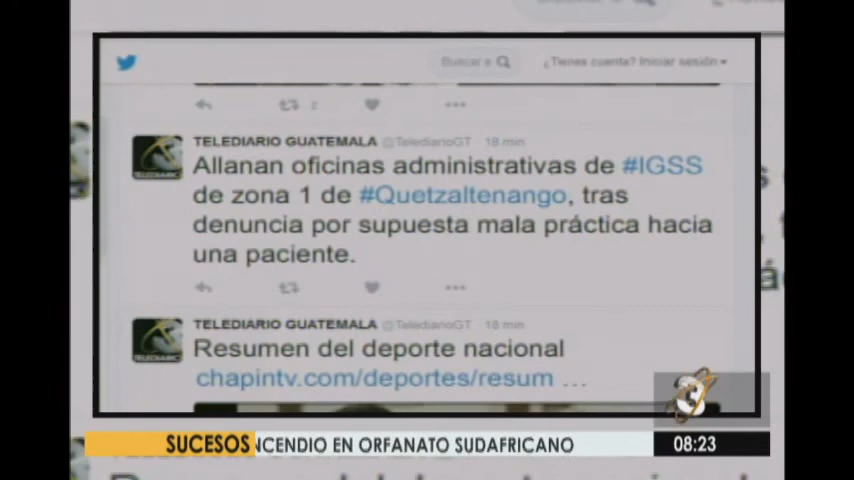 Buscar e
¿Tienes cuenta? Iniciar sesión
2
TELEDIARIO GUATEMALA @TelediarioGT · 18 min
Allanan oficinas administrativas de #IGSS
de zona 1 de #Quetzaltenango, tras
denuncia por supuesta mala práctica hacia
una paciente.
TELEDIARIO GUATEMALA @TelediarioGT · 18 min
Resumen del deporte nacional
chapintv.com/deportes/resum ...
3
SUCESOS NCENDIO EN ORFANATO SUDAFRICANO
08:23